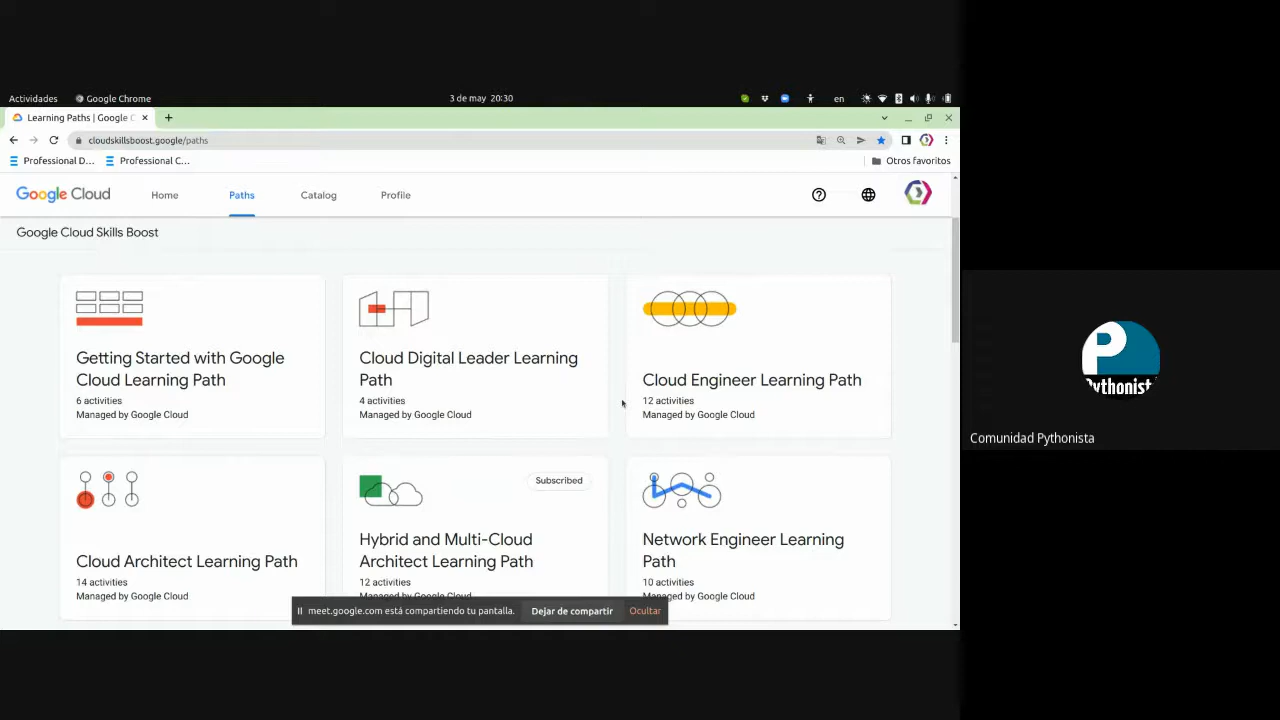 Actividades Google Chrome 3 de may 20:30 en
Learning Paths | Google C
cloudskillsboost.google/paths
Professional D... Professional C... Otros favoritos
Google Cloud Home Paths Catalog Profile
Google Cloud Skills Boost
Getting Started with Google
Cloud Learning Path
6 activities
Managed by Google Cloud
Cloud Digital Leader Learning
Path
4 activities
Managed by Google Cloud
Cloud Engineer Learning Path
12 activities
Managed by Google Cloud
Cloud Architect Learning Path
14 activities
Managed by Google Cloud
Subscribed
Hybrid and Multi-Cloud
Architect Learning Path
12 activities
Managed by Google Cloud
Network Engineer Learning
Path
10 activities
Managed by Google Cloud
meet.google.com está compartiendo tu pantalla. Dejar de compartir Ocultar
P
Pythonist
Comunidad Pythonista